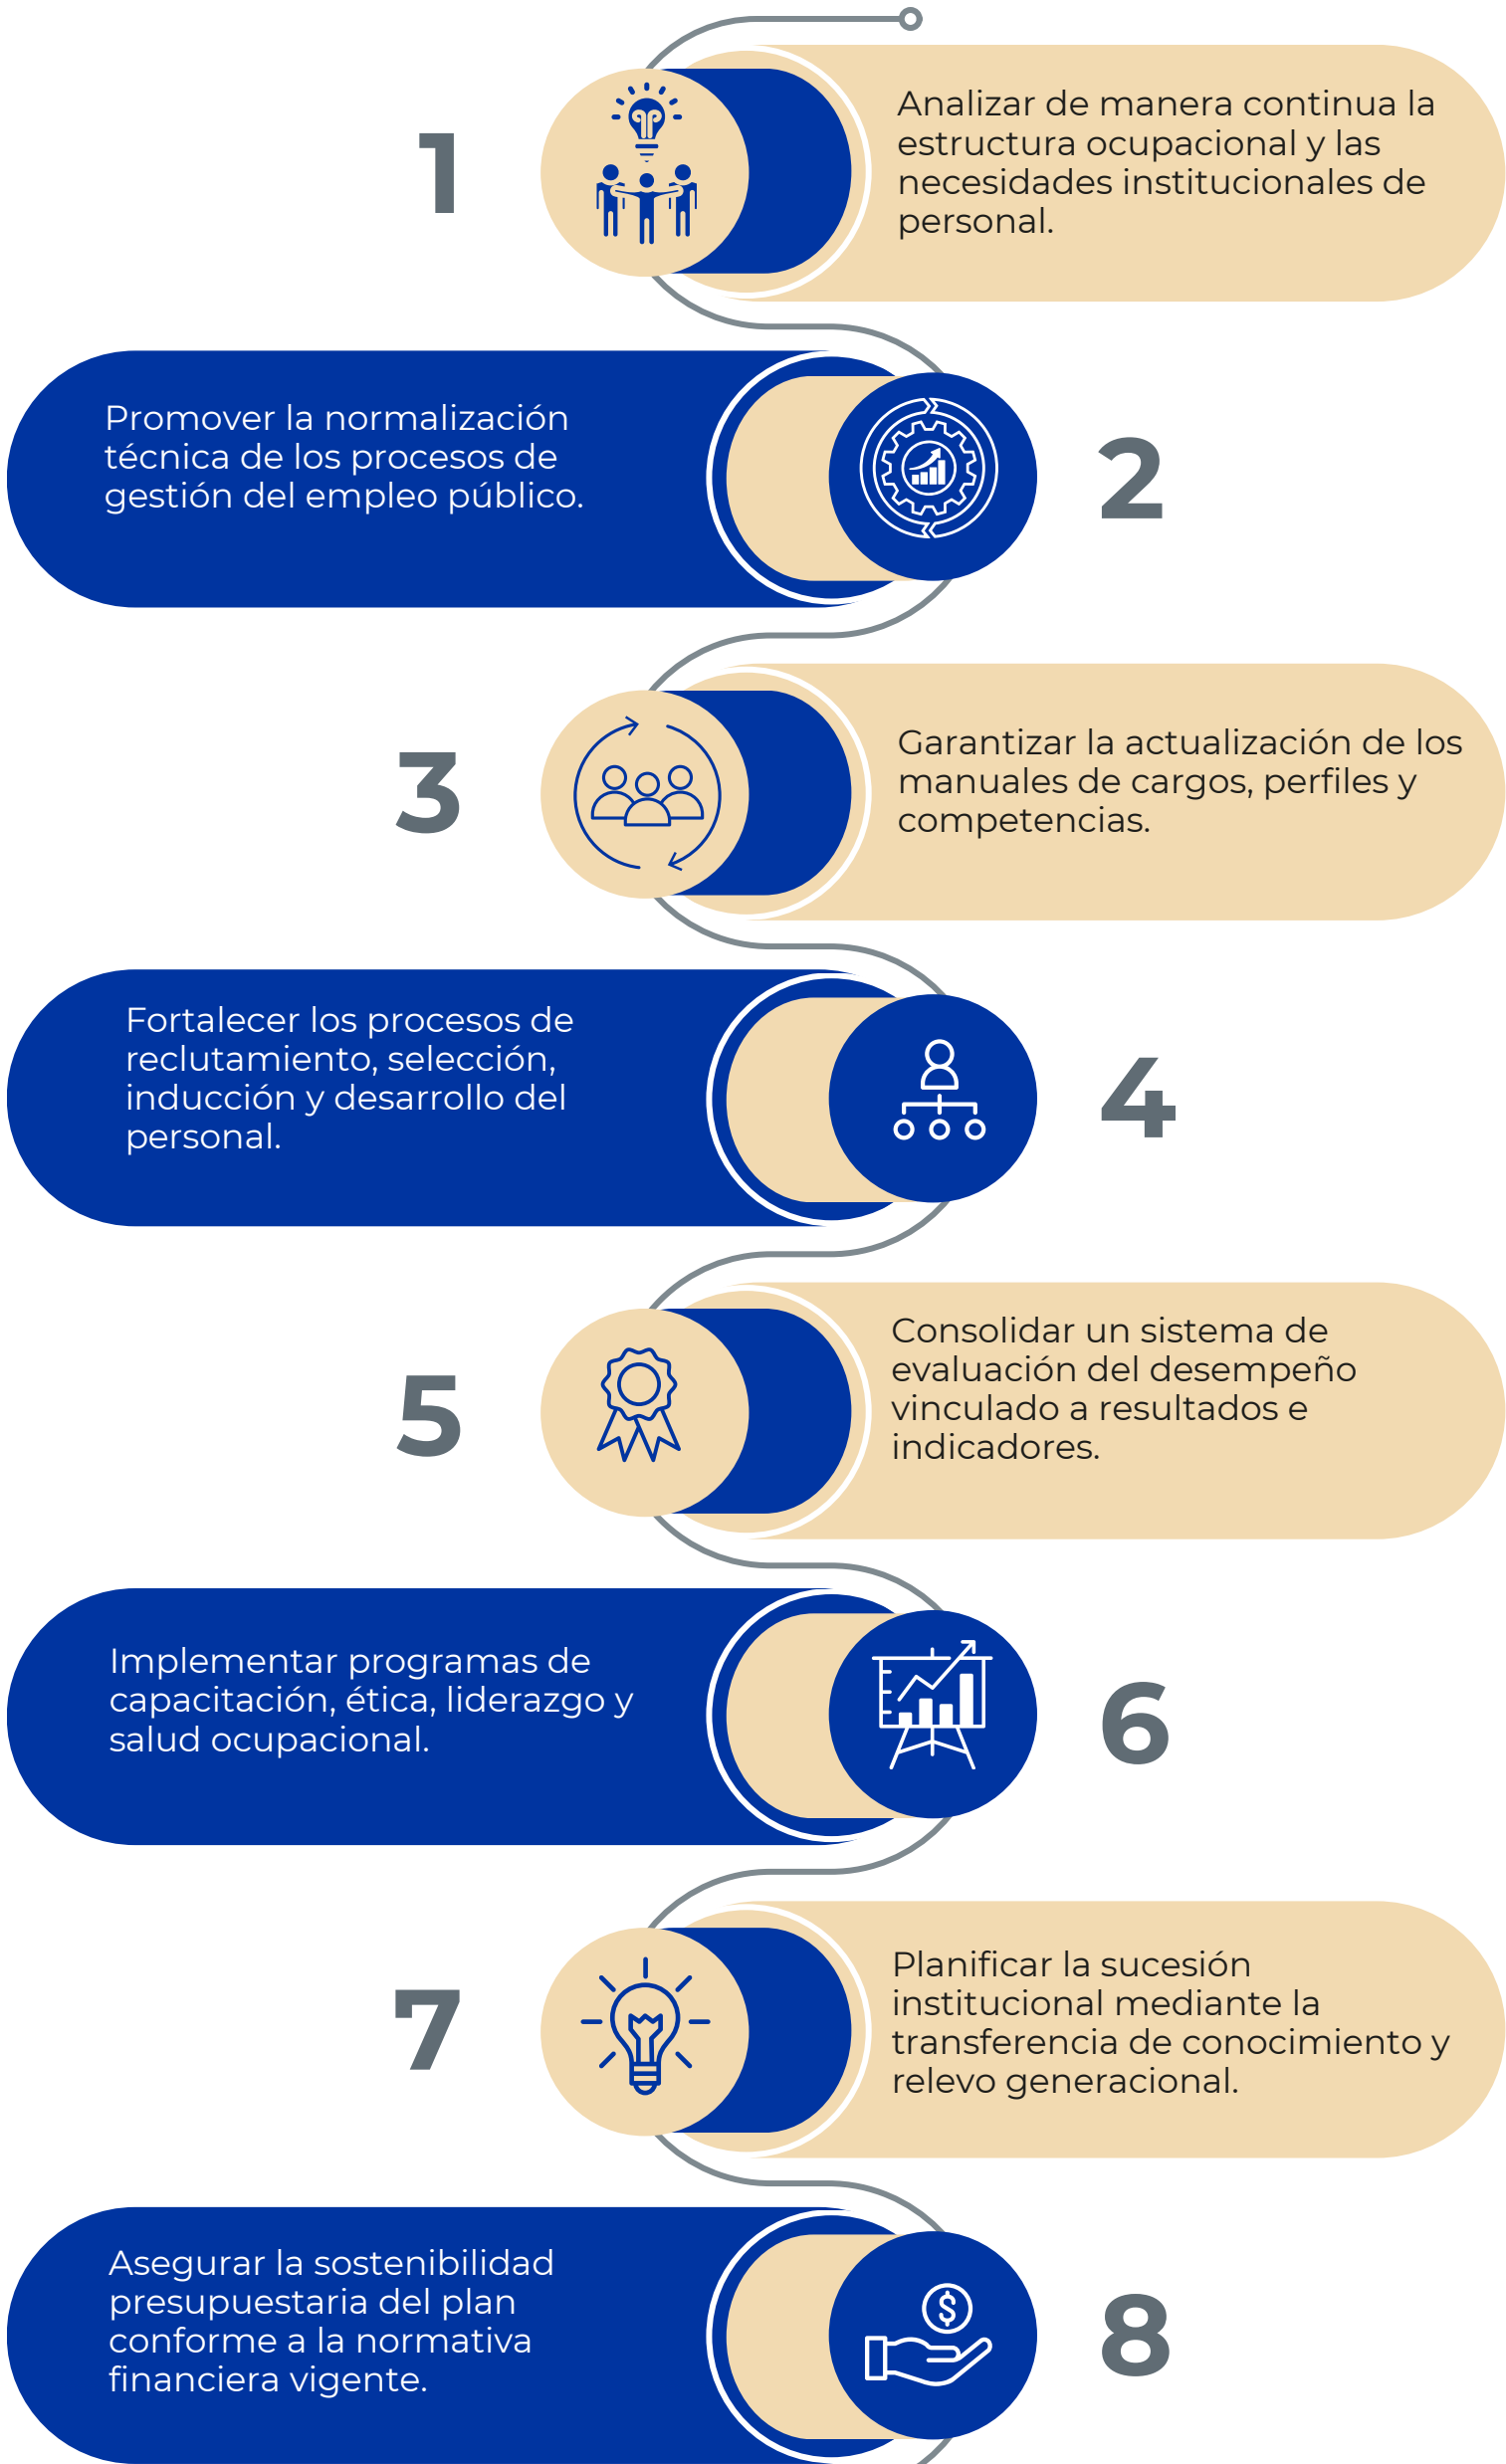 1
Analizar de manera continua la
estructura ocupacional y las
necesidades institucionales de
personal.
Promover la normalización
técnica de los procesos de
gestión del empleo público.
2
3
Garantizar la actualización de los
manuales de cargos, perfiles y
competencias.
Fortalecer los procesos de
reclutamiento, selección,
inducción y desarrollo del
personal.
4
5
Consolidar un sistema de
evaluación del desempeño
vinculado a resultados e
indicadores.
Implementar programas de
capacitación, ética, liderazgo y
salud ocupacional.
6
7
Planificar la sucesión
institucional mediante la
transferencia de conocimiento y
relevo generacional.
Asegurar la sostenibilidad
presupuestaria del plan
conforme a la normativa
financiera vigente.
$
8